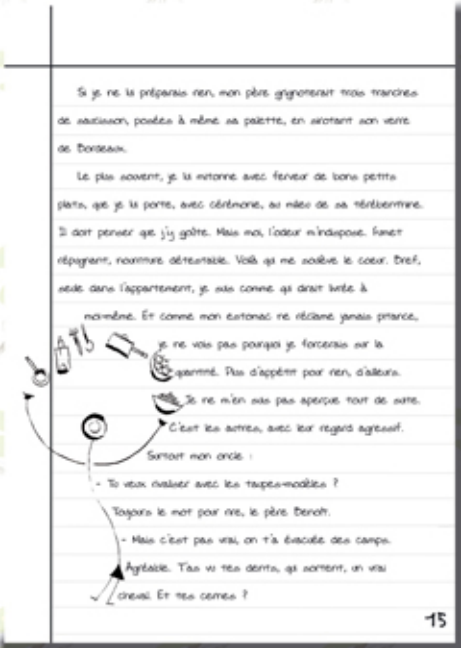 Si je ne lui préparais rien, mon père grignoterait trois tranches
de saucisson, posées à même sa palette, en sirotant son verre
de Bordeaux.
Le plus souvent, je lui mitonne avec ferveur de bons petits
plats, que je lui porte, avec cérémonie, au milieu de sa térébenthine.
Il doit penser que j'y goûte. Mais moi, l'odeur m'indispose. Fumet
répugnant, nourriture détestable. Voilà qui me soulève le coeur. Bref,
seule dans l'appartement, je suis comme qui dirait livrée à
moi-même. Et comme mon estomac ne réclame jamais pitance,
je ne vois pas pourquoi je forcerais sur la
quantité. Plus d'appétit pour rien, d'ailleurs.
Je ne m'en suis pas aperçue tout de suite.
C'est les autres, avec leur regard agressif.
Surtout mon oncle :
- Tu veux rivaliser avec les taupes-modèles ?
Toujours le mot pour rire, le père Benoît.
- Mais c'est pas vrai, on t'a évacuée des camps.
Agréable. T'as vu tes dents, qui sortent, un vrai
cheval. Et tes cernes ?
15